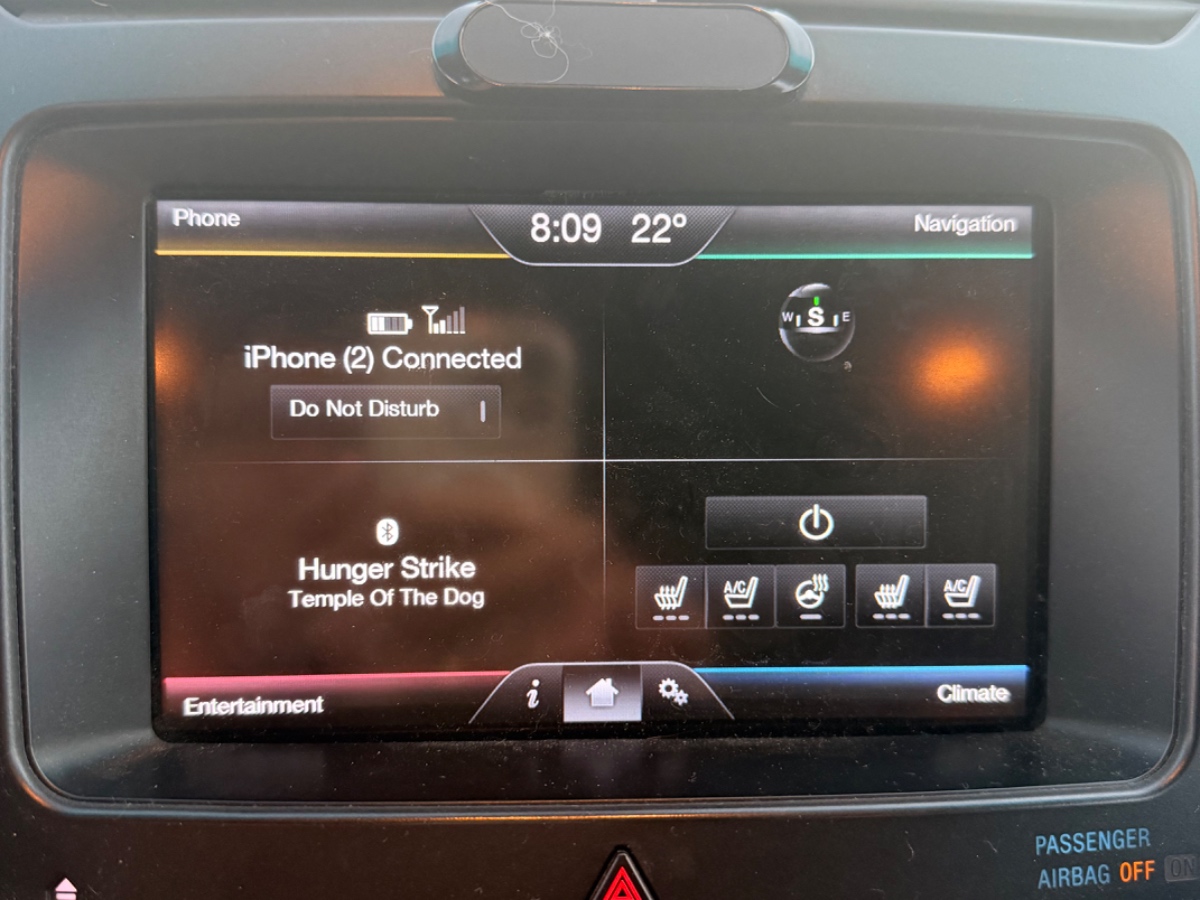 Phone
8:09 22°
Navigation
W S E
iPhone (2) Connected
Do Not Disturb
Hunger Strike
Temple Of The Dog
A/C
A/C
Entertainment
i
Climate
PASSENGER
AIRBAG OFF ON